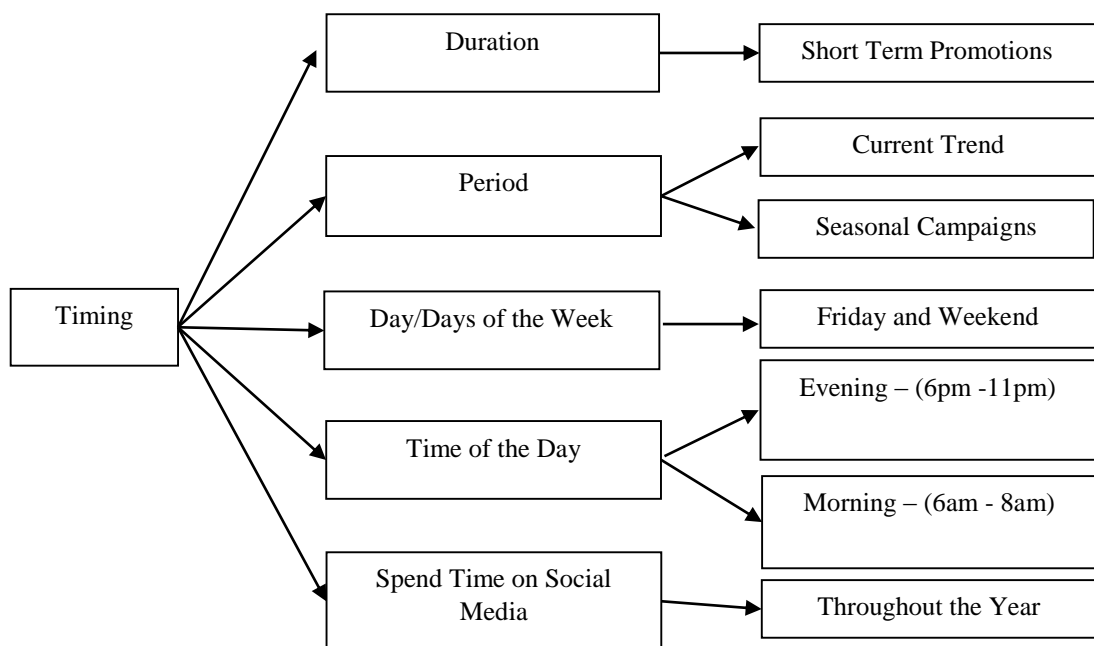 Duration
Short Term Promotions
Current Trend
Period
Seasonal Campaigns
Timing
Day/Days of the Week
Friday and Weekend
Evening – (6pm -11pm)
Time of the Day
Morning – (6am - 8am)
Spend Time on Social
Media
Throughout the Year